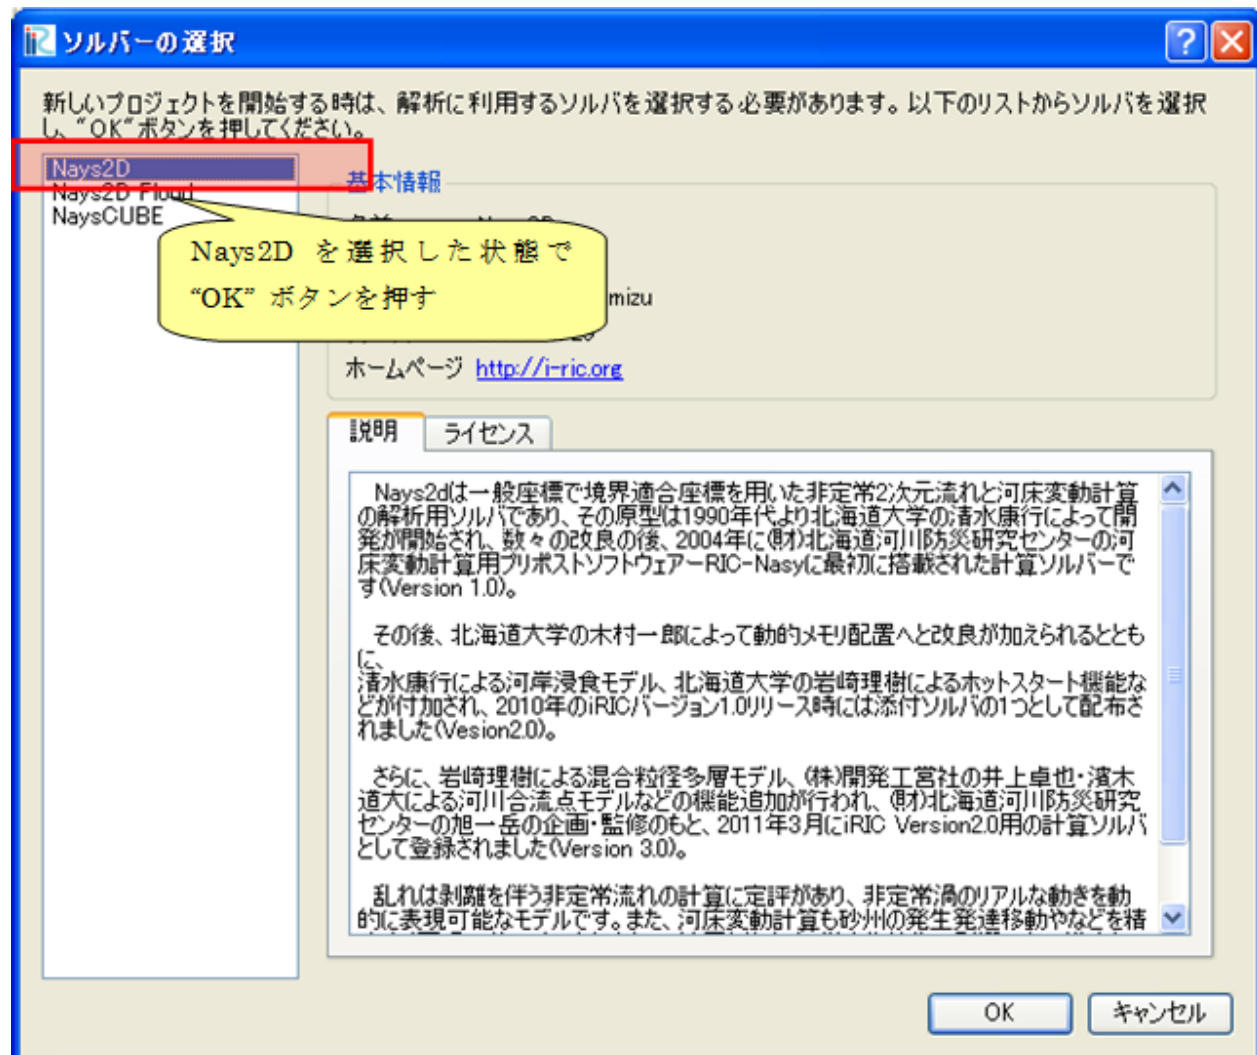 ソルバーの選択
新しいプロジェクトを開始する時は、解析に利用するソルバを選択する必要があります。以下のリストからソルバを選択
し、“OK”ボタンを押してください。
Nays2D
Nays2D Flood
NaysCUBE
Nays2D を選択した状態で
“OK” ボタンを押す
基本情報
mizu
ホームページ http://i-ric.org
説明
ライセンス
Nays2dは一般座標で境界適合座標を用いた非定常2次元流れと河床変動計算
の解析用ソルバであり、その原型は1990年代より北海道大学の清水康行によって開
発が開始され、数々の改良の後、2004年に(財)北海道河川防災研究センターの河
床変動計算用プリポストソフトウェアーRIC-Nasyに最初に搭載された計算ソルバーで
す(Version 1.0)。
その後、北海道大学の木村一郎によって動的メモリ配置へと改良が加えられるととも
に、
清水康行による河岸浸食モデル、北海道大学の岩崎理樹によるホットスタート機能な
どが付加され、2010年のiRICバージョン1.0リリース時には添付ソルバの1つとして配布さ
れました(Vesion2.0)。
さらに、岩崎理樹による混合粒径多層モデル、(株)開発工営社の井上卓也・濱木
道大による河川合流点モデルなどの機能追加が行われ、(財)北海道河川防災研究
センターの旭一岳の企画・監修のもと、2011年3月にiRIC Version2.0用の計算ソルバ
として登録されました(Version 3.0)。
乱れは剥離を伴う非定常流れの計算に定評があり、非定常渦のリアルな動きを動
的に表現可能なモデルです。また、河床変動計算も砂州の発生発達移動やなどを精
OK
キャンセル